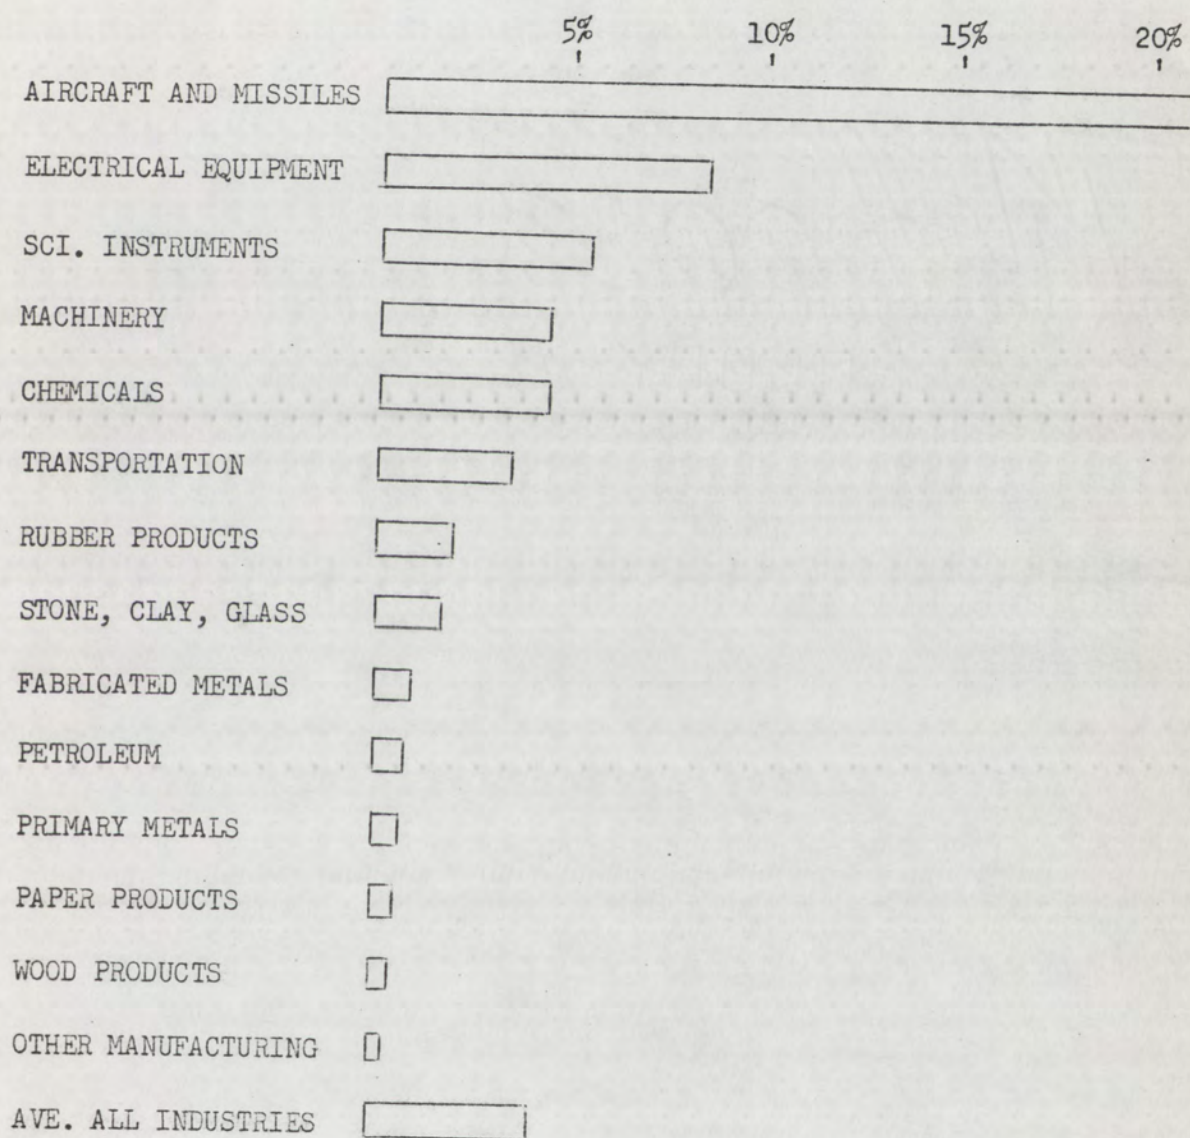 5% 10% 15% 20%
AIRCRAFT AND MISSILES
ELECTRICAL EQUIPMENT
SCI. INSTRUMENTS
MACHINERY
CHEMICALS
TRANSPORTATION
RUBBER PRODUCTS
STONE, CLAY, GLASS
FABRICATED METALS
PETROLEUM
PRIMARY METALS
PAPER PRODUCTS
WOOD PRODUCTS
OTHER MANUFACTURING
AVE. ALL INDUSTRIES